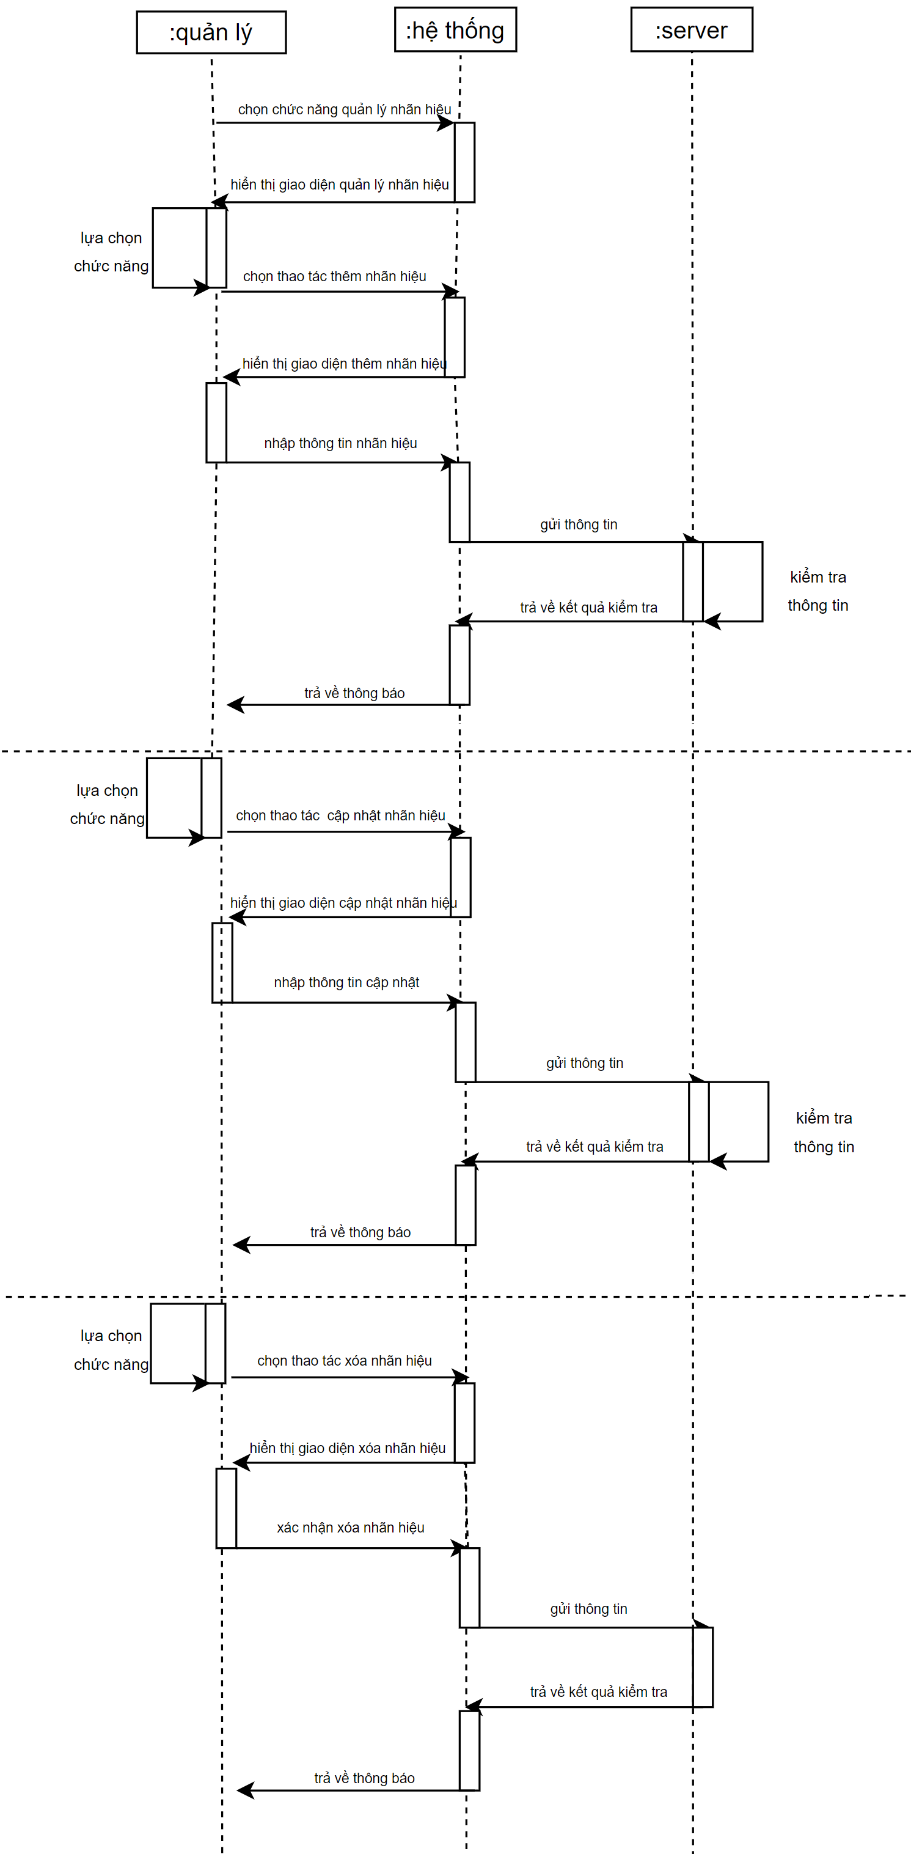 :quản lý
:hệ thống
:server
chọn chức năng quản lý nhãn hiệu
hiển thị giao diện quản lý nhãn hiệu
lựa chọn
chức năng
chọn thao tác thêm nhãn hiệu
hiển thị giao diện thêm nhãn hiệu
nhập thông tin nhãn hiệu
gửi thông tin
kiểm tra
thông tin
trả về kết quả kiểm tra
trả về thông báo
lựa chọn
chức năng
chọn thao tác  cập nhật nhãn hiệu
hiển thị giao diện cập nhật nhãn hiệu
nhập thông tin cập nhật
gửi thông tin
kiểm tra
thông tin
trả về kết quả kiểm tra
trả về thông báo
lựa chọn
chức năng
chọn thao tác xóa nhãn hiệu
hiển thị giao diện xóa nhãn hiệu
xác nhận xóa nhãn hiệu
gửi thông tin
trả về kết quả kiểm tra
trả về thông báo